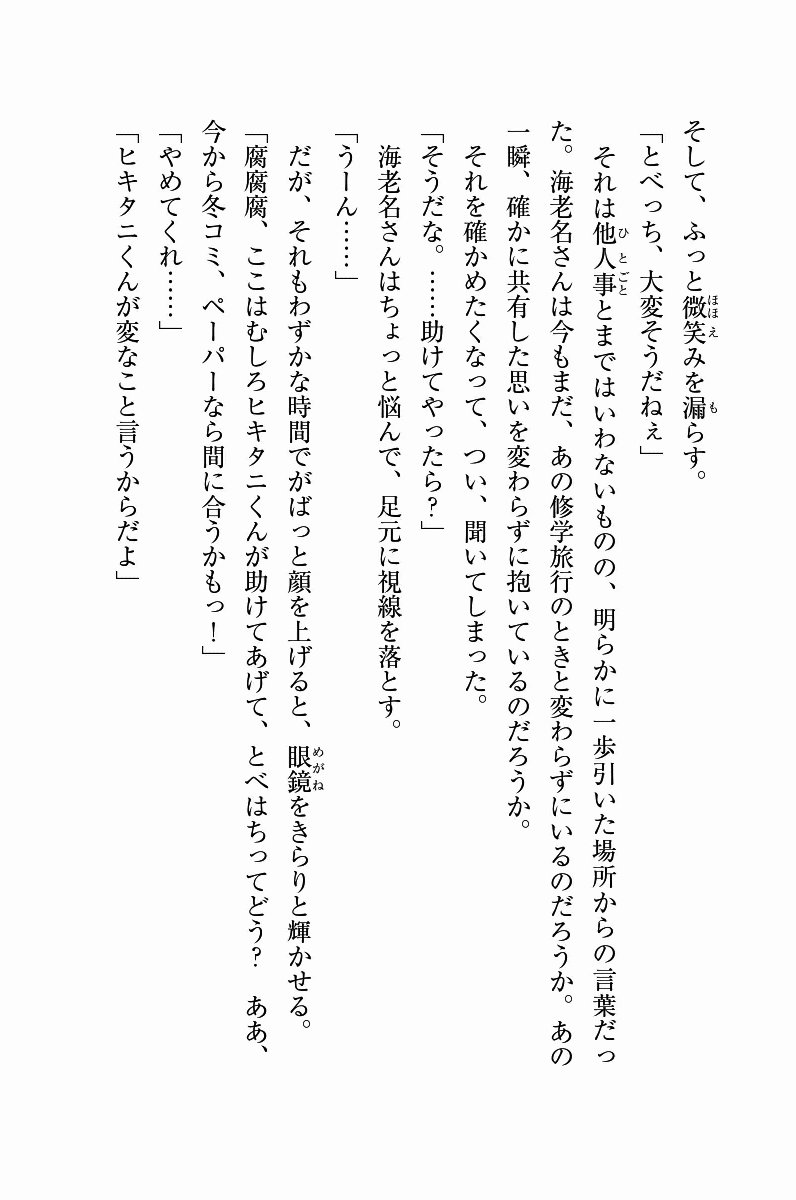 そして、ふっと微笑みを漏らす。
「とべっち、大変そうだねぇ」
　それは他人事とまではいわないものの、明らかに一歩引いた場所からの言葉だっ
た。海老名さんは今もまだ、あの修学旅行のときと変わらずにいるのだろうか。あの
一瞬、確かに共有した思いを変わらずに抱いているのだろうか。
　それを確かめたくなって、つい、聞いてしまった。
「そうだな。……助けてやったら？」
　海老名さんはちょっと悩んで、足元に視線を落とす。
「うーん……」
　だが、それもわずかな時間でがばっと顔を上げると、眼鏡をきらりと輝かせる。
「腐腐腐、ここはむしろヒキタニくんが助けてあげて、とべはちってどう？　ああ、
今から冬コミ、ペーパーなら間に合うかもっ！」
「やめてくれ……」
「ヒキタニくんが変なこと言うからだよ」